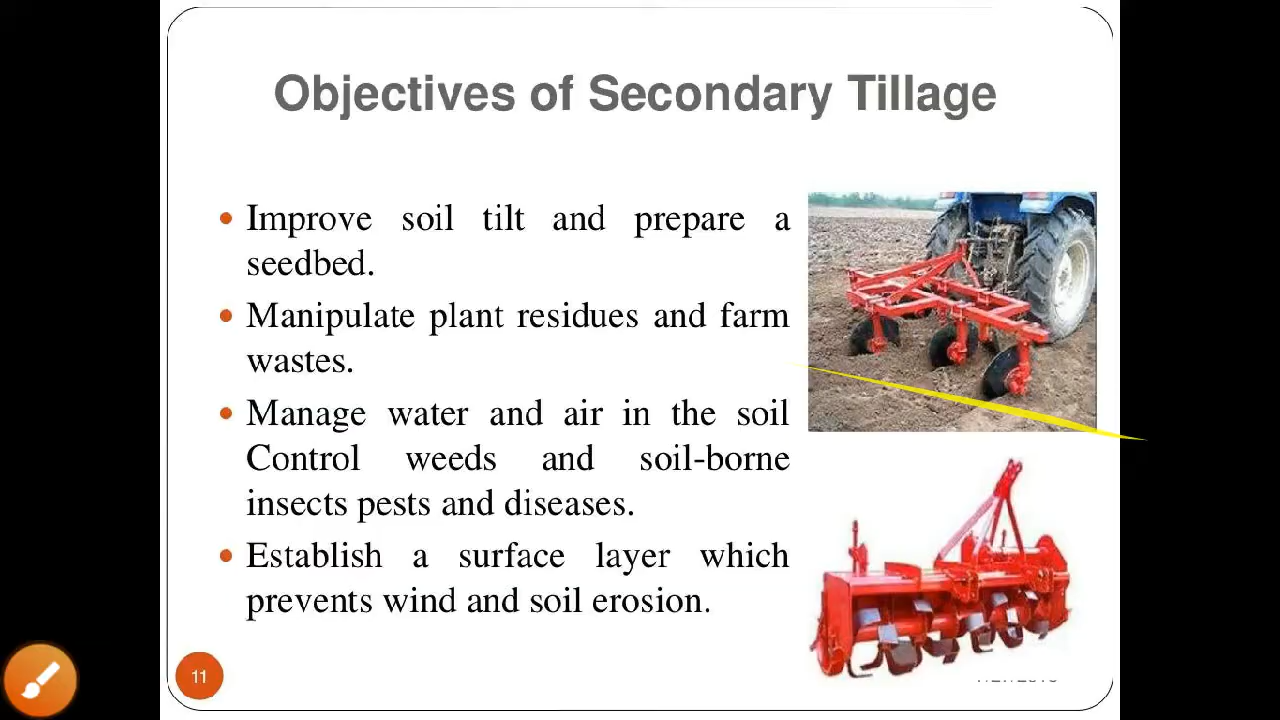 Objectives of Secondary Tillage
• Improve soil tilt and prepare a
seedbed.
• Manipulate plant residues and farm
wastes.
• Manage water and air in the soil
Control weeds and soil-borne
insects pests and diseases.
• Establish a surface layer which
prevents wind and soil erosion.
11